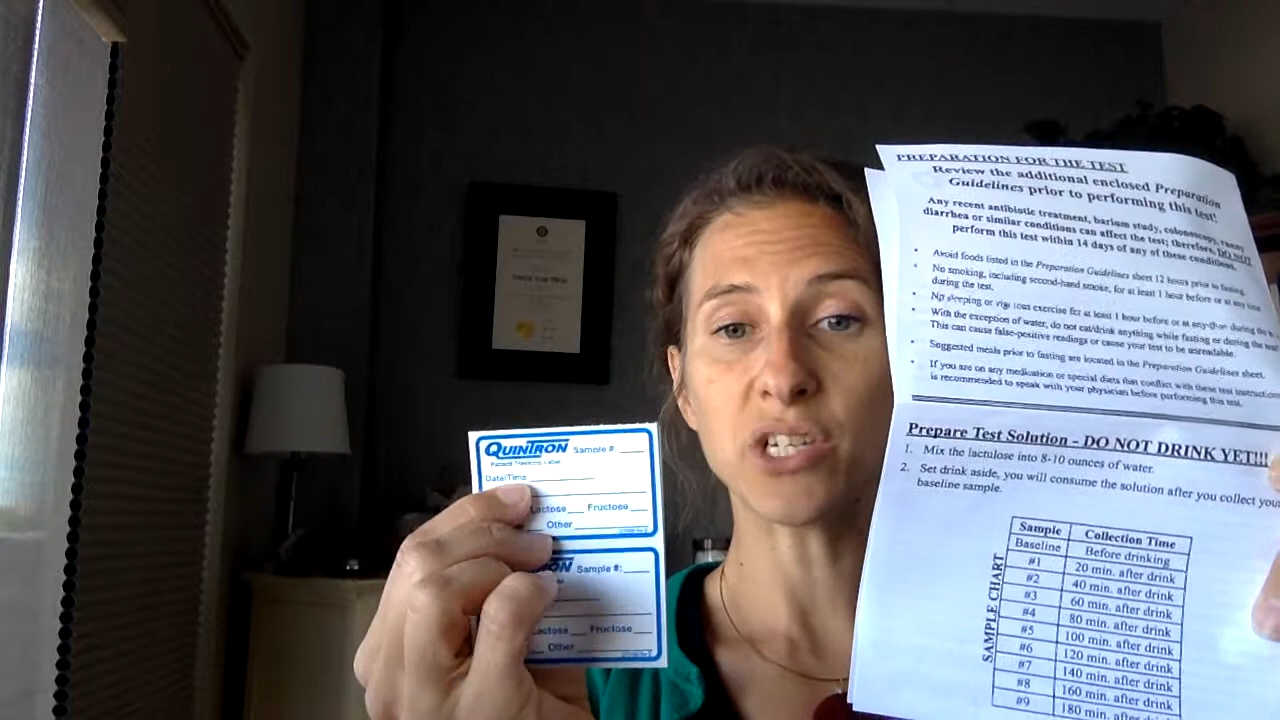 QUINTRON Sample #
Patient Tracking Label
Date/Time
Lactose Fructose
Other
Sample #:
Lactose Fructose
Other
PREPARATION FOR THE TEST
Review the additional enclosed Preparation
Guidelines prior to performing this test!
Any recent antibiotic treatment, barium study, colonoscopy,
diarrhea or similar conditions can affect the test; therefore, DO NOT
perform this test within 14 days of any of these conditions.
Avoid foods listed in the Preparation Guidelines sheet 12 hours prior to fasting.
No smoking, including second-hand smoke, for at least 1 hour before or at any time
during the test.
No sleeping or vigorous exercise for at least 1 hour before or at any time during the
With the exception of water, do not eat/drink anything while fasting or during the test.
This can cause false-positive readings or cause your test to be unreadable.
Suggested meals prior to fasting are located in the Preparation Guidelines sheet.
If you are on any medication or special diets that conflict with these test instructions
is recommended to speak with your physician before performing this test.
Prepare Test Solution - DO NOT DRINK YET!!!
1. Mix the lactulose into 8-10 ounces of water.
2. Set drink aside, you will consume the solution after you collect your
baseline sample.
SAMPLE CHART
Sample Collection Time
Baseline Before drinking
#1 20 min. after drink
#2 40 min. after drink
#3 60 min. after drink
#4 80 min. after drink
#5 100 min. after drink
#6 120 min. after drink
#7 140 min. after drink
#8 160 min. after drink
#9 180 min. after drink